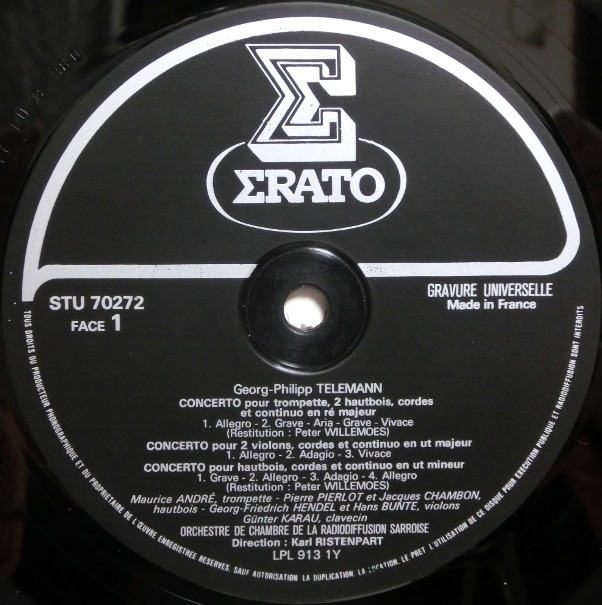 Σ
ΣRATO
STU 70272
FACE 1
GRAVURE UNIVERSELLE
Made in France
Georg-Philipp TELEMANN
CONCERTO pour trompette, 2 hautbois, cordes
et continuo en ré majeur
1. Allegro - 2. Grave - Aria - Grave - Vivace
(Restitution : Peter WILLEMOES)
CONCERTO pour 2 violons, cordes et continuo en ut majeur
1. Allegro - 2. Adagio - 3. Vivace
CONCERTO pour hautbois, cordes et continuo en ut mineur
1. Grave - 2. Allegro - 3. Adagio - 4. Allegro
(Restitution : Peter WILLEMOES)
Maurice ANDRÉ, trompette - Pierre PIERLOT et Jacques CHAMBON,
hautbois - Georg-Friedrich HENDEL et Hans BUNTE, violons
Günter KARAU, clavecin
ORCHESTRE DE CHAMBRE DE LA RADIODIFFUSION SARROISE
Direction : Karl RISTENPART
LPL 913 1Y
TOUS DROITS DU PRODUCTEUR PHONOGRAPHIQUE ET DU PROPRIETAIRE DE L'ŒUVRE ENREGISTREE RESERVES. SAUF AUTORISATION LA DUPLICATION. LA LOCATION. LE PRET L'UTILISATION DE CE DISQUE POUR EXECUTION PUBLIQUE ET RADIODIFFUSION SONT INTERDITS